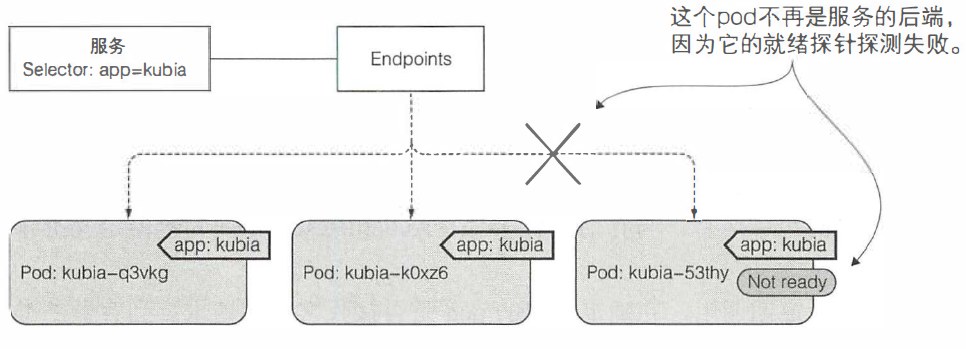 这个pod不再是服务的后端，
因为它的就绪探针探测失败。
服务
Selector: app=kubia
Endpoints
app: kubia
Pod: kubia-q3vkg
app: kubia
Pod: kubia-k0xz6
app: kubia
Pod: kubia-53thy
Not ready